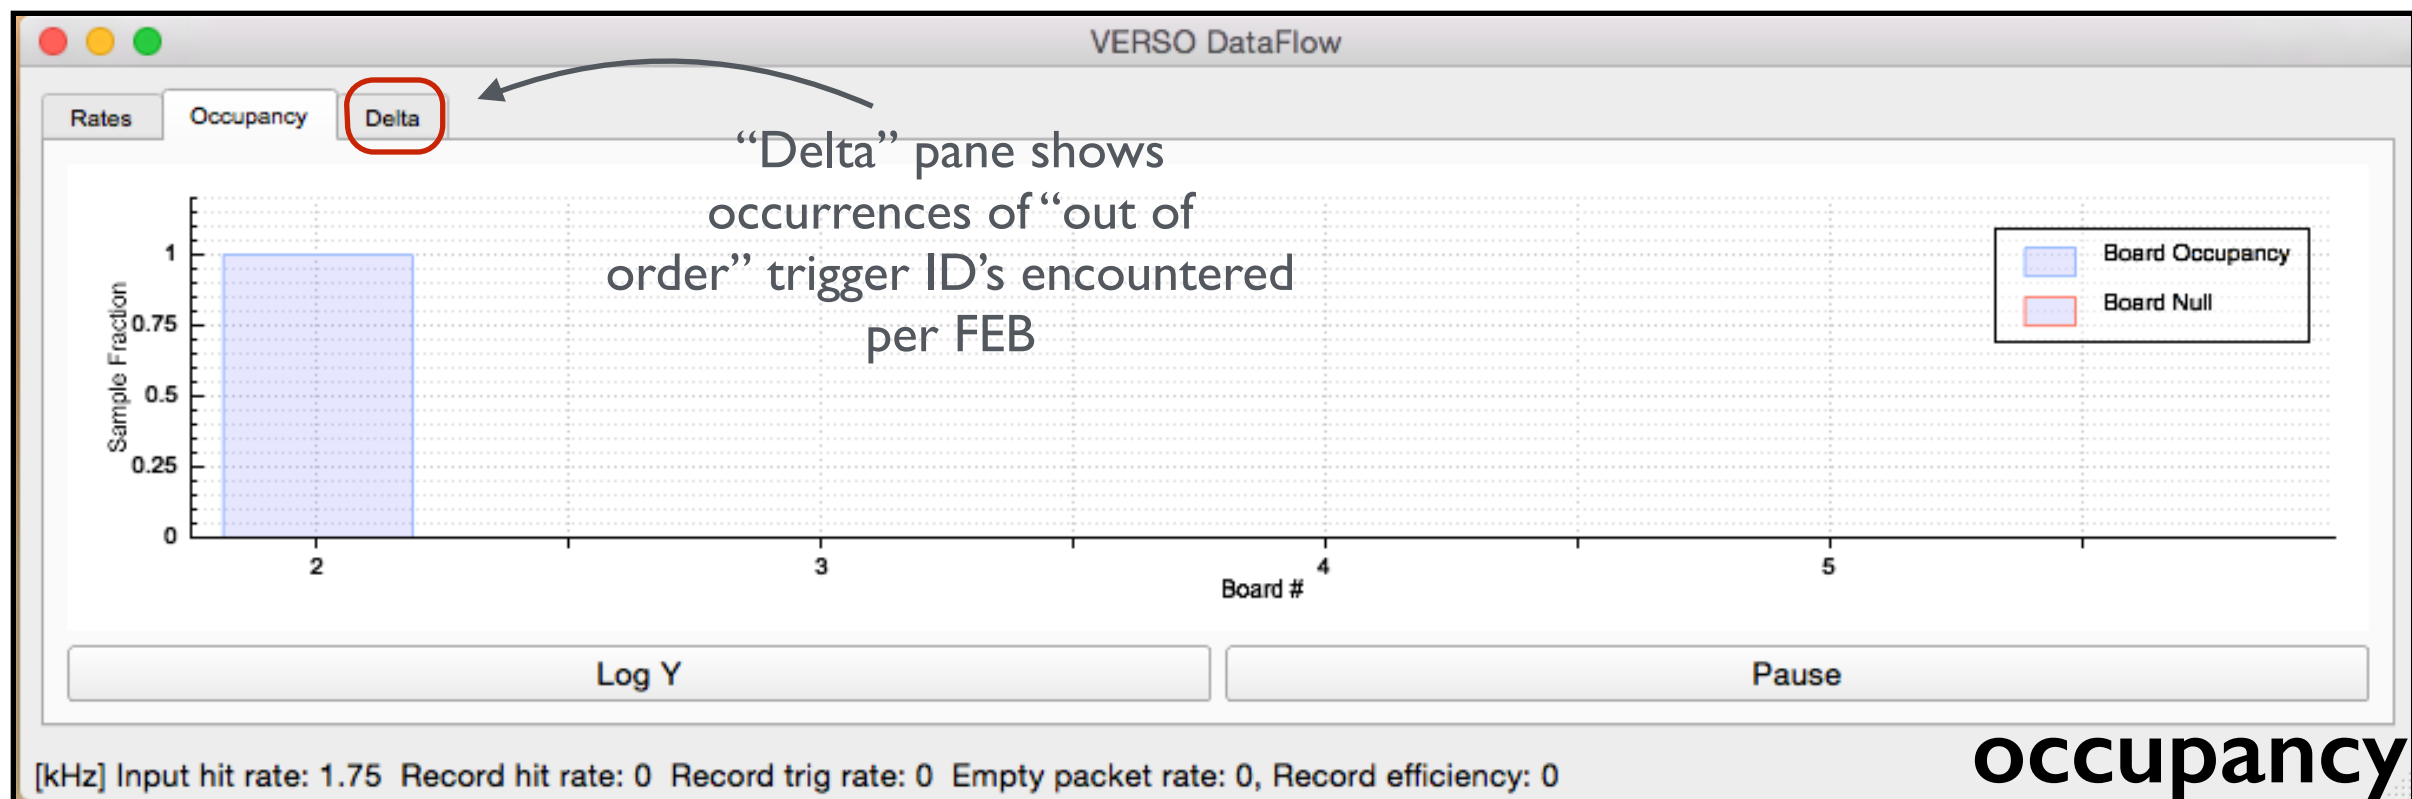 VERSO DataFlow
Rates
Occupancy
Delta
“Delta” pane shows
occurrences of “out of
order” trigger ID’s encountered
per FEB
Board Occupancy
Board Null
Sample Fraction
1
0.75
0.5
0.25
0
2
3
4
5
Board #
Log Y
Pause
[kHz] Input hit rate: 1.75 Record hit rate: 0 Record trig rate: 0 Empty packet rate: 0, Record efficiency: 0
occupancy